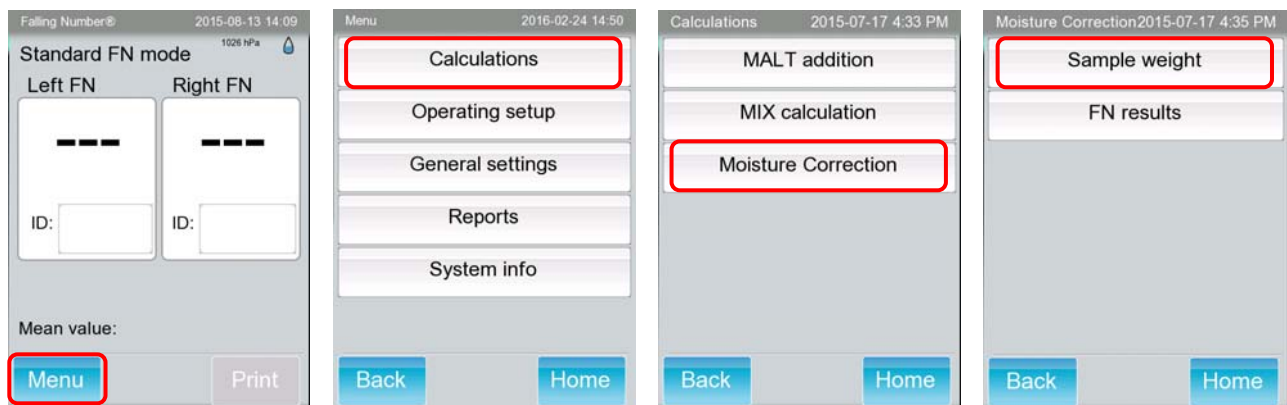 Falling Number® 2015-08-13 14:09
Standard FN mode 1026 hPa
Left FN Right FN
--- ---
ID: ID:
Mean value:
Menu Print
Menu 2016-02-24 14:50
Calculations
Operating setup
General settings
Reports
System info
Back Home
Calculations 2015-07-17 4:33 PM
MALT addition
MIX calculation
Moisture Correction
Back Home
Moisture Correction 2015-07-17 4:35 PM
Sample weight
FN results
Back Home